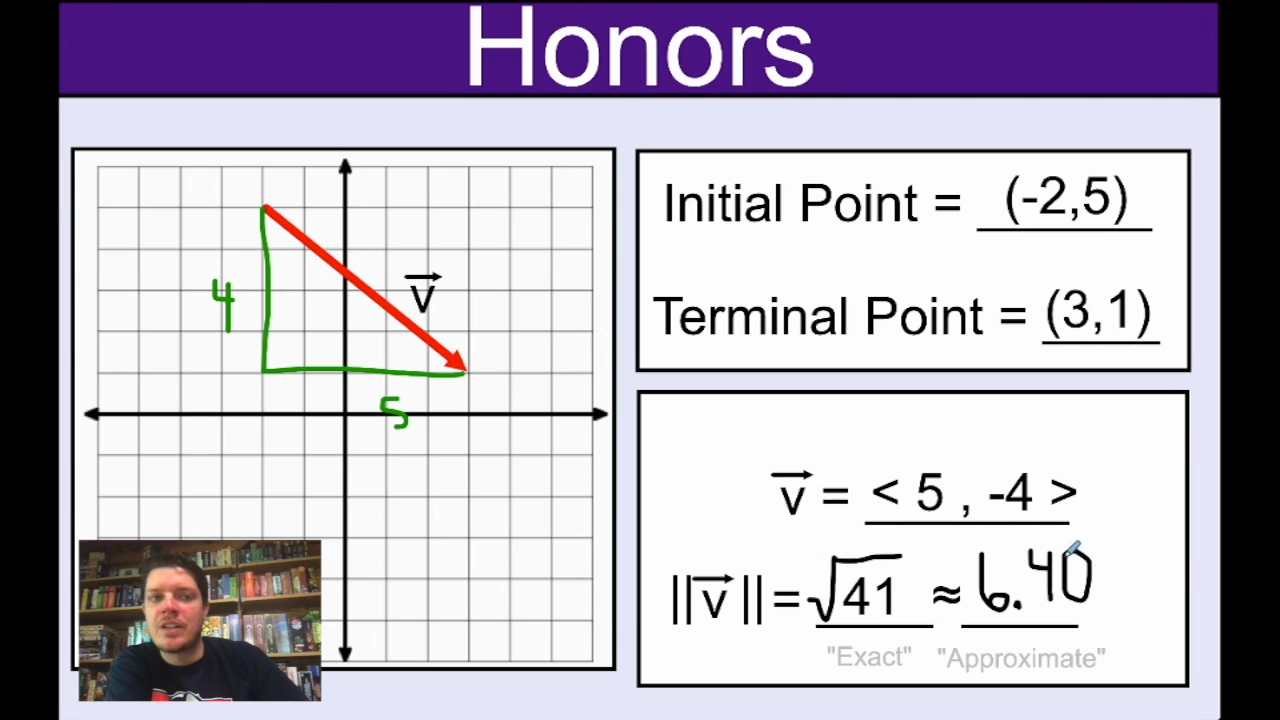 Honors
4
v
5
Initial Point = (-2,5)
Terminal Point = (3,1)
v = < 5 , -4 >
||v|| = √41 ≈ 6.40
"Exact" "Approximate"